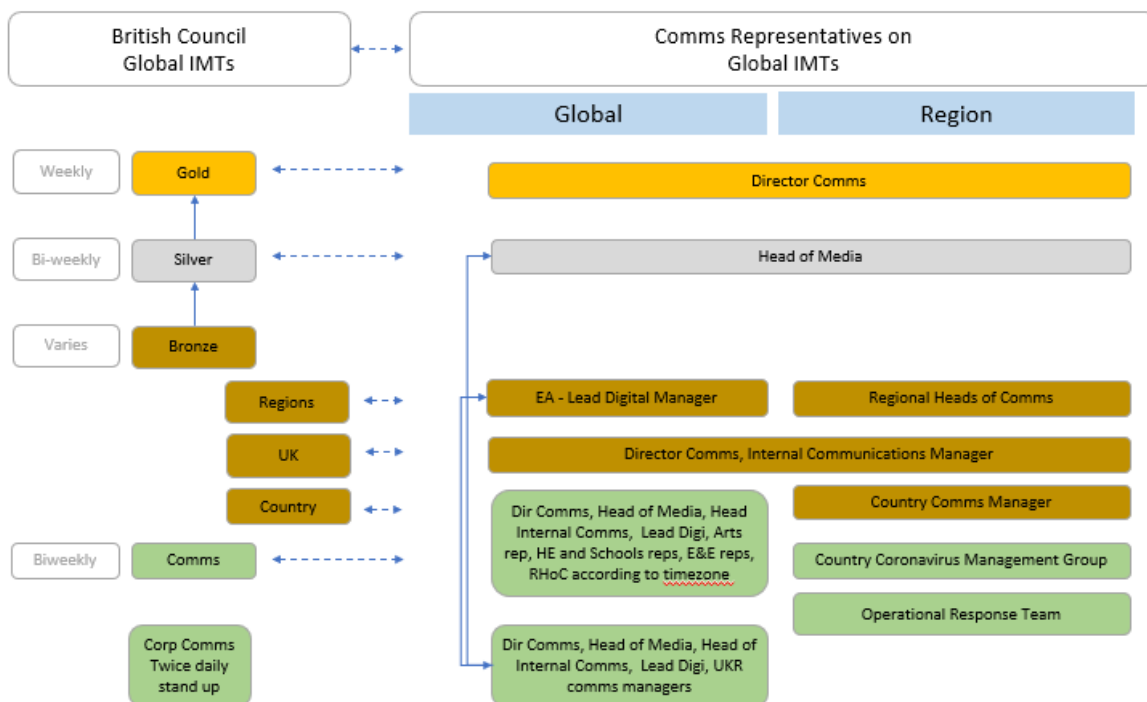 British Council
Global IMTs
Comms Representatives on
Global IMTs
Global
Region
Weekly
Gold
Director Comms
Bi-weekly
Silver
Head of Media
Varies
Bronze
Regions
EA - Lead Digital Manager
Regional Heads of Comms
UK
Director Comms, Internal Communications Manager
Country
Dir Comms, Head of Media, Head
Internal Comms, Lead Digi, Arts
rep, HE and Schools reps, E&E reps,
RHoC according to timezone
Country Comms Manager
Biweekly
Comms
Country Coronavirus Management Group
Operational Response Team
Corp Comms
Twice daily
stand up
Dir Comms, Head of Media, Head of
Internal Comms, Lead Digi, UKR
comms managers